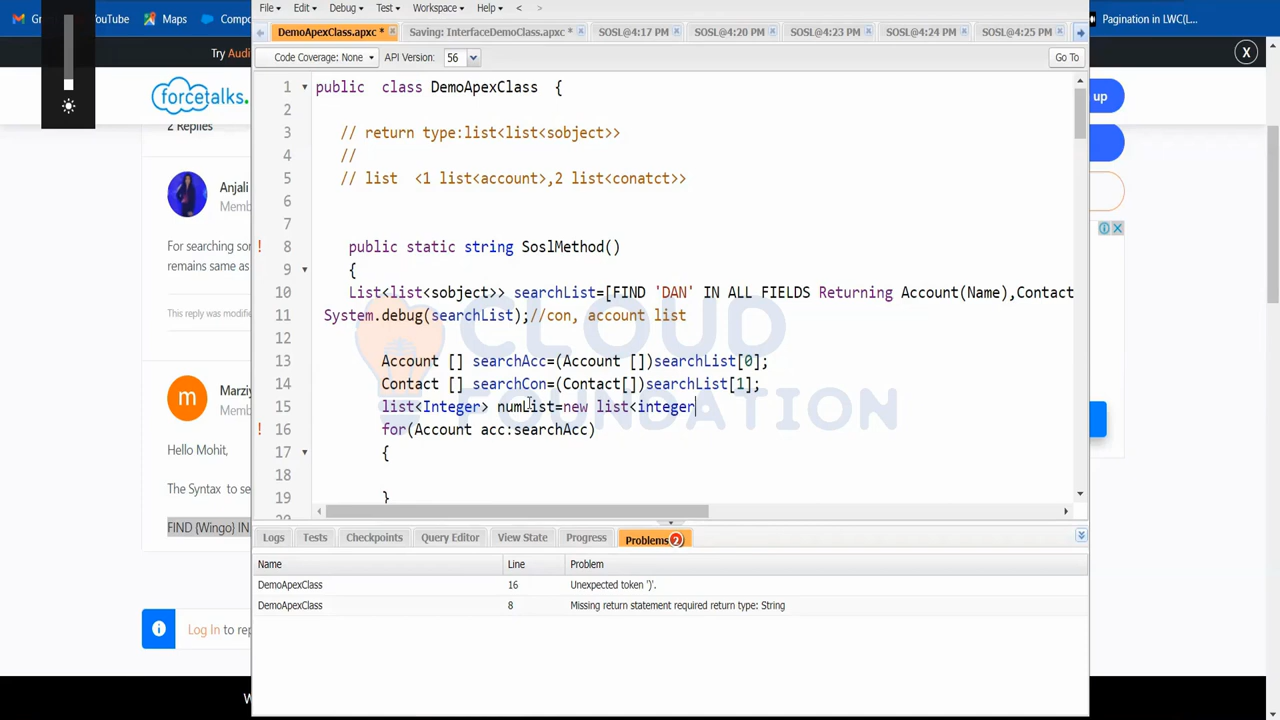 File Edit Debug Test Workspace Help < >
YouTube Maps Pagination in LWC(L...
DemoApexClass.apxc * Saving: InterfaceDemoClass.apxc * SOSL@4:17 PM SOSL@4:20 PM SOSL@4:23 PM SOSL@4:24 PM SOSL@4:25 PM
Try X
Code Coverage: None API Version: 56 Go To
forcetalks. up
2 Replies
1 public class DemoApexClass {
2
3 // return type:list<list<sobject>>
4 //
5 // list <1 list<account>,2 list<conatct>>
6
7
8 public static string SoslMethod()
9 {
10 List<list<sobject>> searchList=[FIND 'DAN' IN ALL FIELDS Returning Account(Name),Contact
11 System.debug(searchList);//con, account list
12
13 Account [] searchAcc=(Account [])searchList[0];
14 Contact [] searchCon=(Contact[])searchList[1];
15 list<Integer> numList=new list<integer
16 for(Account acc:searchAcc)
17 {
18
19 }
Anjali
For searching
remains same as
This reply was
m
Hello Mohit,
The Syntax to
FIND {Wingo} IN
CLOUD
FOUNDATION
Logs Tests Checkpoints Query Editor View State Progress Problems 2
Name Line Problem
DemoApexClass 16 Unexpected token '}'.
DemoApexClass 8 Missing return statement required return type: String
Log In to